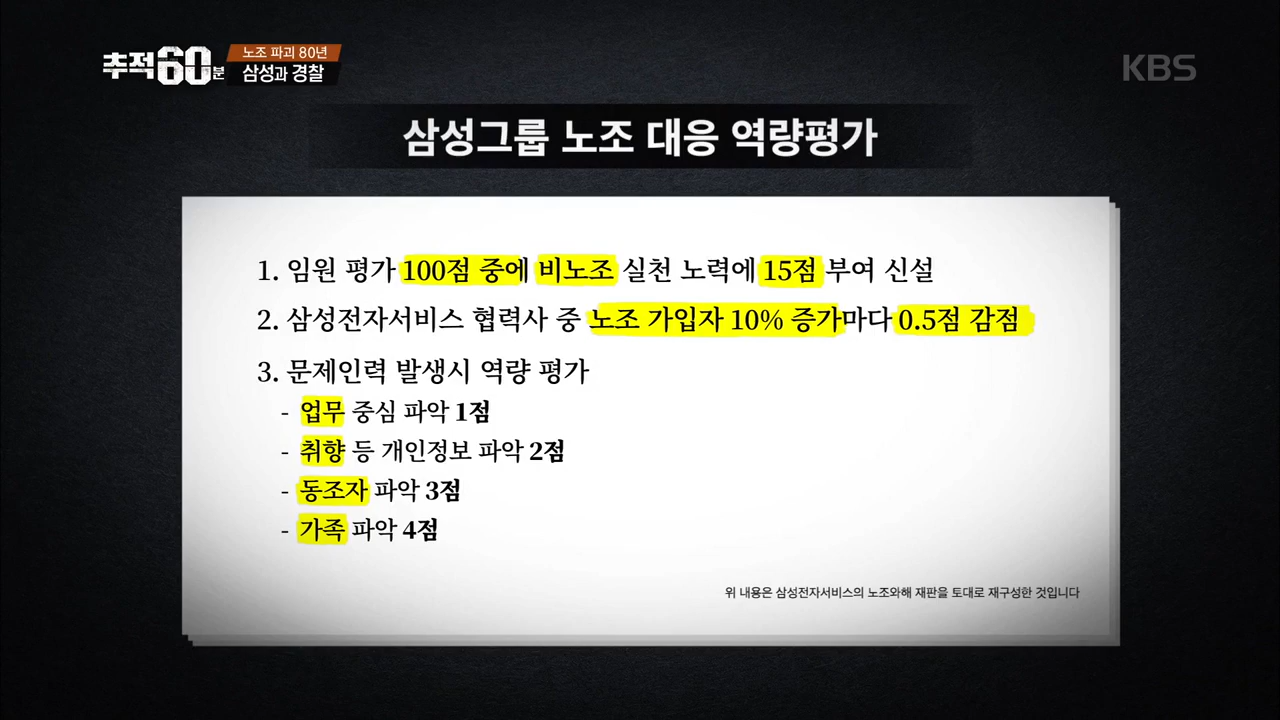 추적60분
노조 파괴 80년
삼성과 경찰
KBS
삼성그룹 노조 대응 역량평가
1. 임원 평가 100점 중에 비노조 실천 노력에 15점 부여 신설
2. 삼성전자서비스 협력사 중 노조 가입자 10% 증가마다 0.5점 감점
3. 문제인력 발생시 역량 평가
- 업무 중심 파악 1점
- 취향 등 개인정보 파악 2점
- 동조자 파악 3점
- 가족 파악 4점
위 내용은 삼성전자서비스의 노조와해 재판을 토대로 재구성한 것입니다